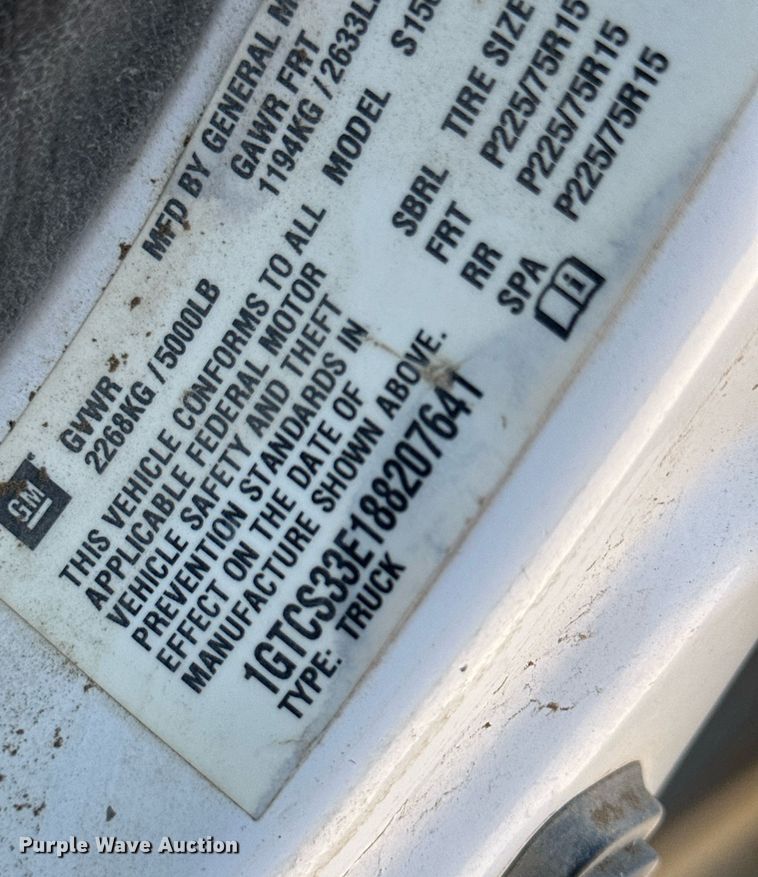 MFD BY GENERAL M
GVWR
GAWR FRT
2268KG / 5000LB
1194KG / 2633L
THIS VEHICLE CONFORMS TO ALL
MODEL
APPLICABLE FEDERAL MOTOR
VEHICLE SAFETY AND THEFT
PREVENTION STANDARDS IN
EFFECT ON THE DATE OF
MANUFACTURE SHOWN ABOVE.
SBRL TIRE SIZE
FRT P225/75R15
RR P225/75R15
SPA P225/75R15
1GTCS33E188207641
TYPE: TRUCK
GM
Purple Wave Auction